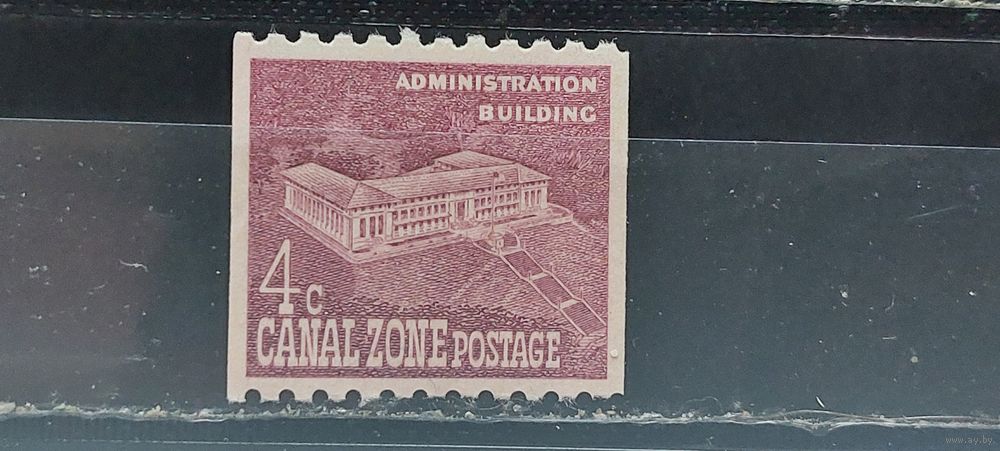 ADMINISTRATION
BUILDING
4c
CANAL ZONE POSTAGE
www.ay.by